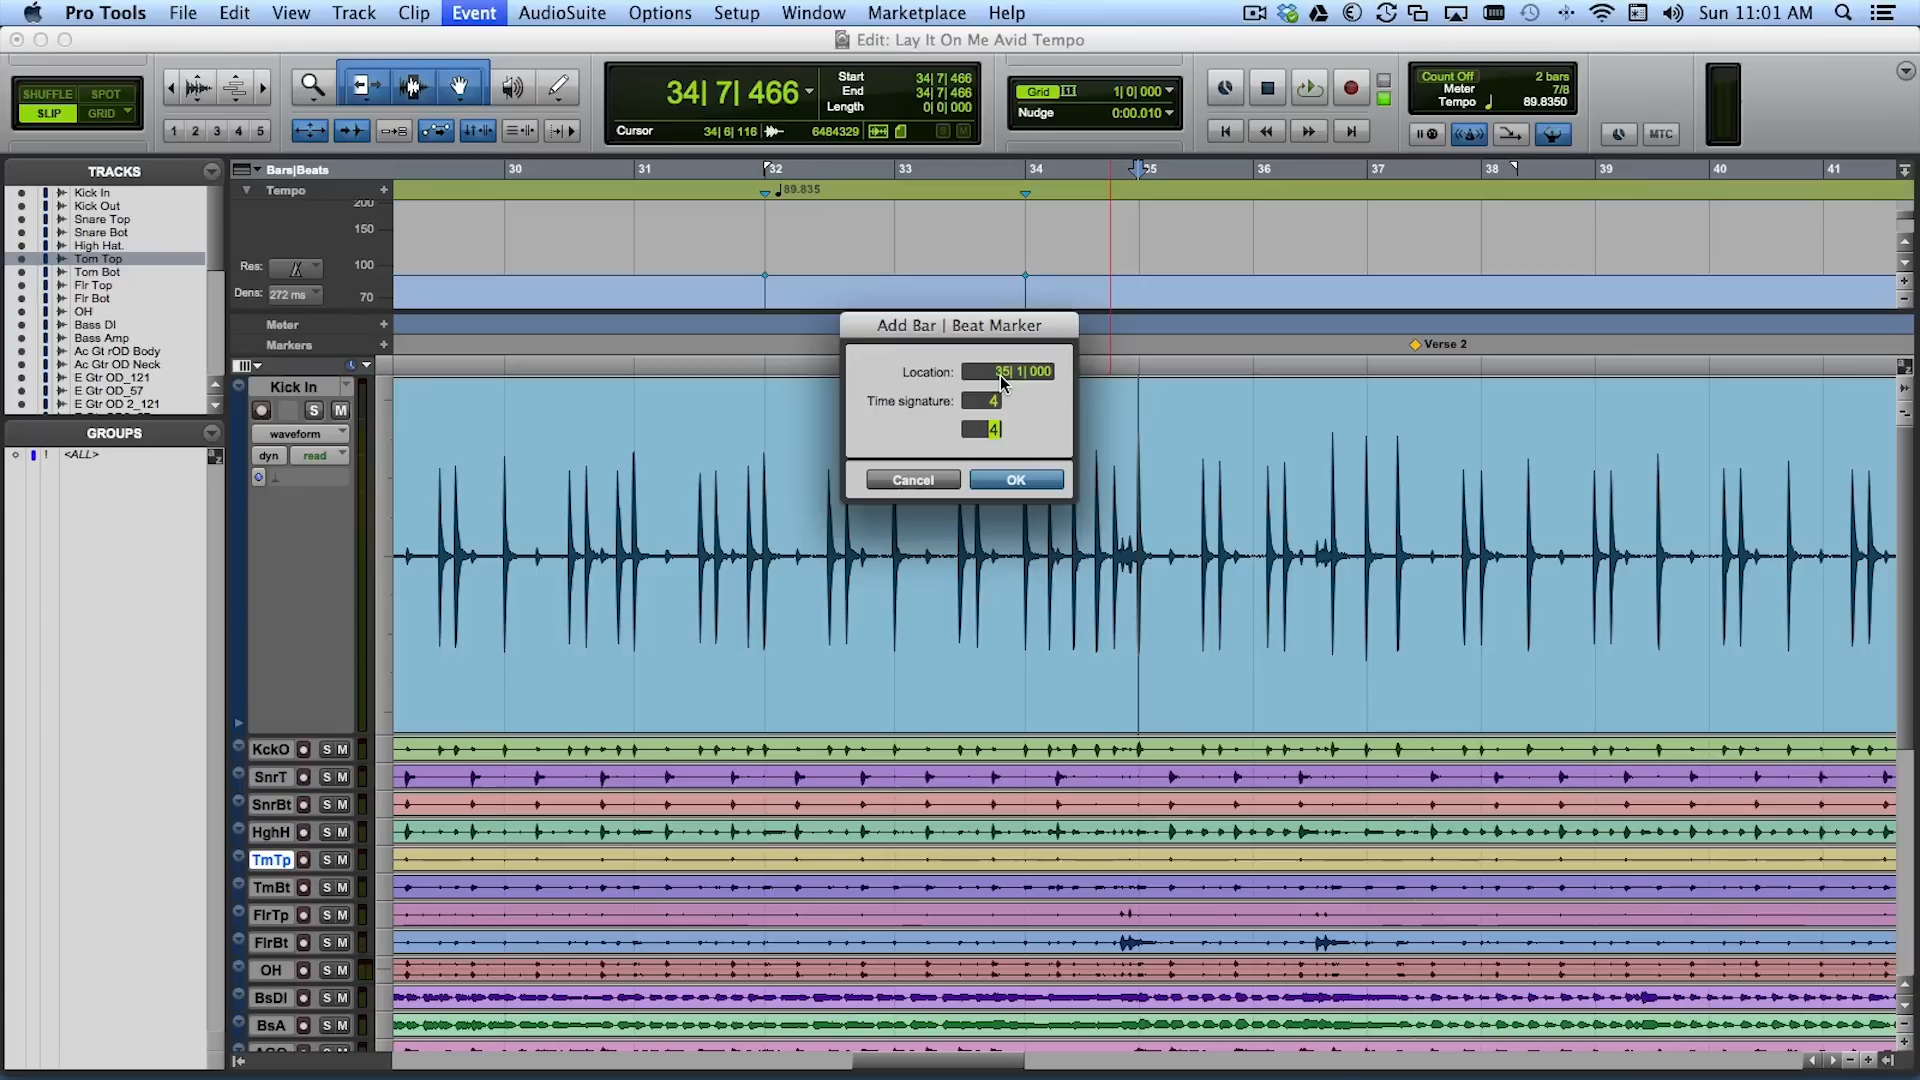 Pro Tools File Edit View Track Clip Event AudioSuite Options Setup Window Marketplace Help Sun 11:01 AM
Edit: Lay It On Me Avid Tempo
SHUFFLE SPOT
SLIP GRID
1 2 3 4 5
34| 7| 466
Start 34| 7| 466
End 34| 7| 466
Length 0| 0| 000
Cursor 34| 6| 116 6484329 S M
Grid 1| 0| 000
Nudge 0:00.010
Count Off 2 bars
Meter 7/8
Tempo 89.8350
MTC
TRACKS
Kick In
Kick Out
Snare Top
Snare Bot
High Hat.
Tom Top
Tom Bot
Flr Top
Flr Bot
OH
Bass DI
Bass Amp
Ac Gt rOD Body
Ac Gtr OD Neck
E Gtr OD_121
E Gtr OD_57
E Gtr OD 2_121
GROUPS
! <ALL>
Bars|Beats 30 31 32 33 34 35 36 37 38 39 40 41
Tempo + 89.835
200
150
Res: 100
Dens: 272 ms 70
Meter +
Markers + Verse 2
Kick In
S M
waveform
dyn read
Add Bar | Beat Marker
Location: 35| 1| 000
Time signature: 4
4
Cancel OK
KckO S M
SnrT S M
SnrBt S M
HghH S M
TmTp S M
TmBt S M
FlrTp S M
FlrBt S M
OH S M
BsDI S M
BsA S M